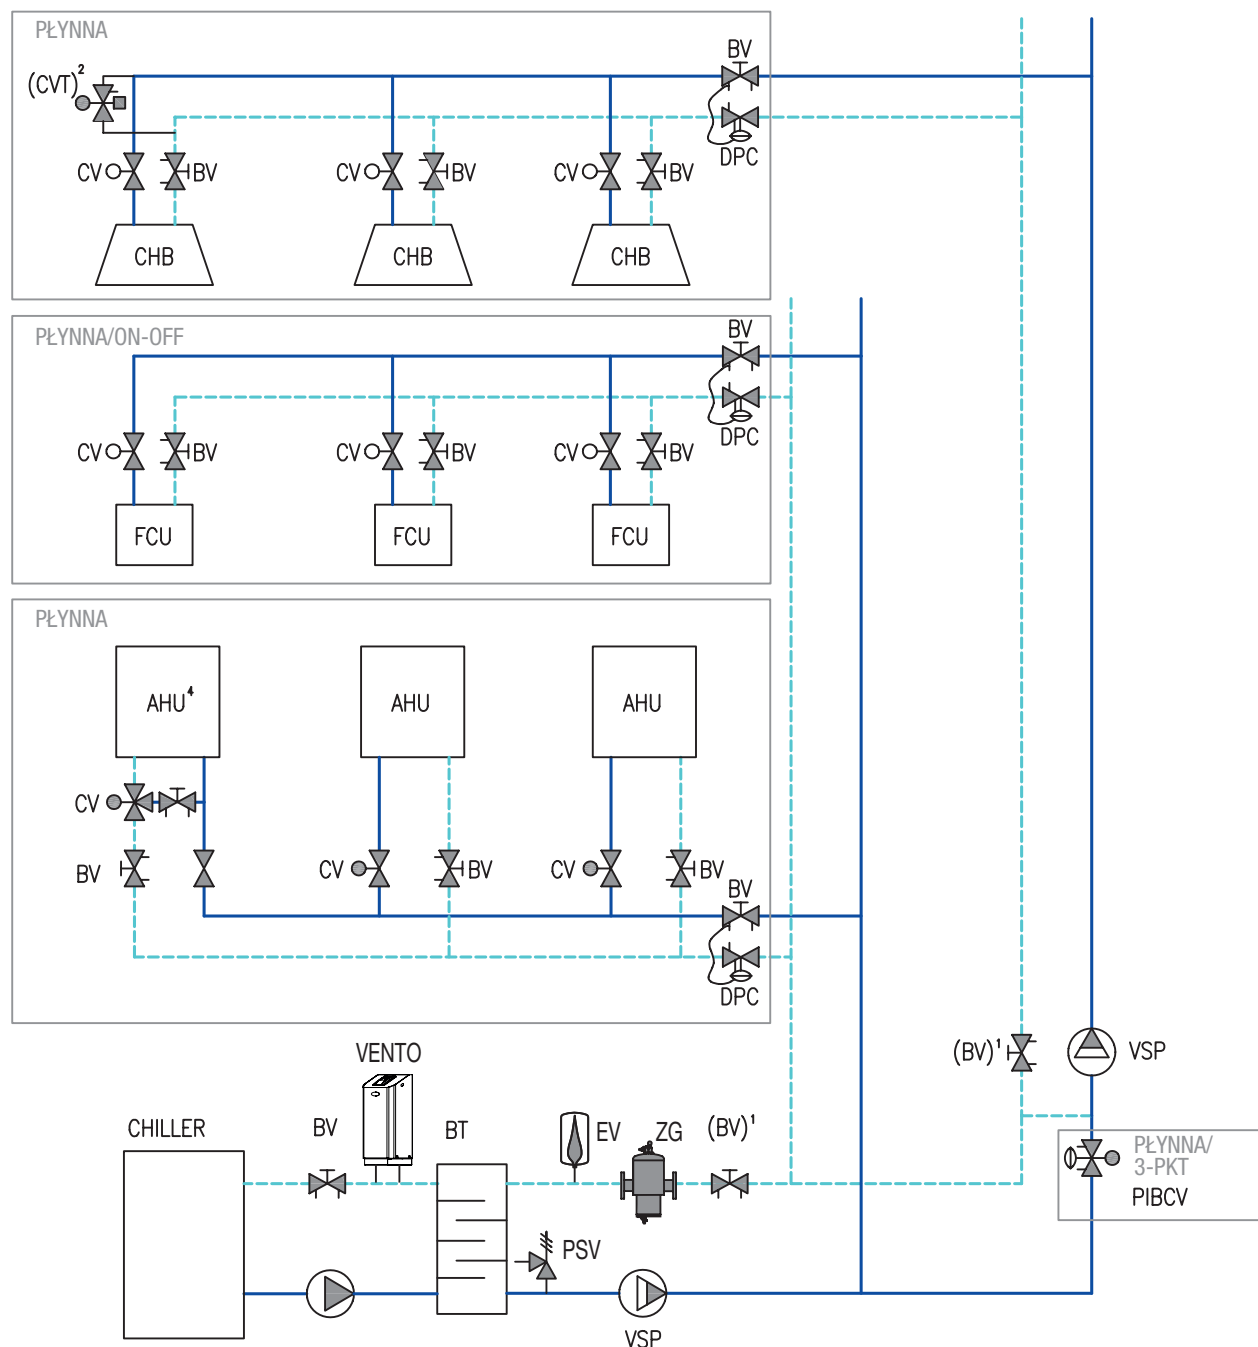 PŁYNNA
BV
(CVT)²
DPC
CV BV CV BV CV BV
CHB CHB CHB
PŁYNNA/ON-OFF
BV
DPC
CV BV CV BV CV BV
FCU FCU FCU
PŁYNNA
AHU⁴ AHU AHU
CV
BV CV BV CV BV
BV
DPC
VENTO
(BV)¹ VSP
CHILLER BV BT EV ZG (BV)¹
PŁYNNA/
3-PKT
PIBCV
PSV
VSP